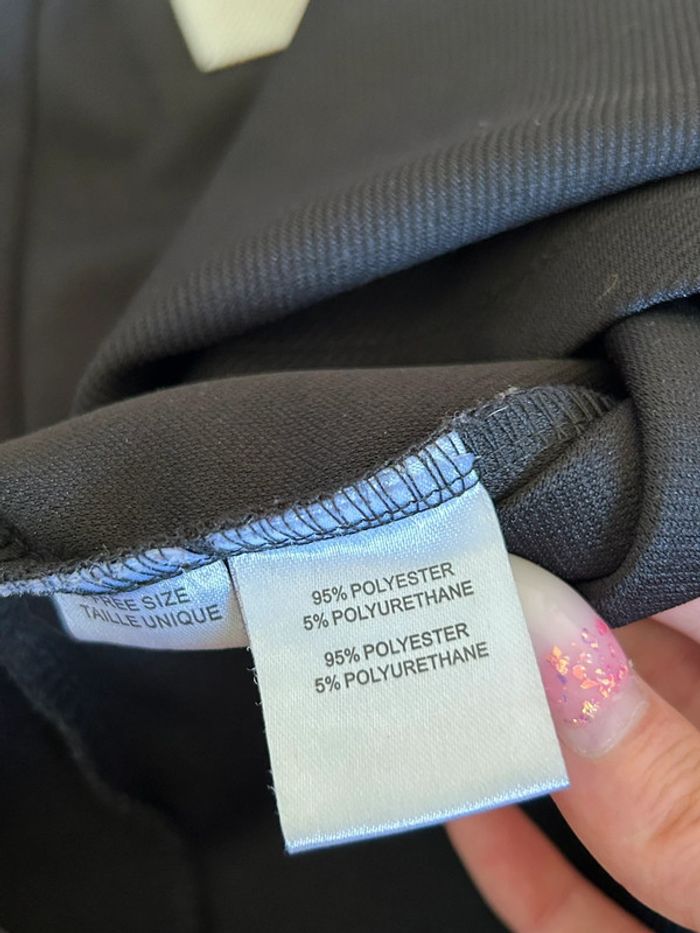 FREE SIZE
TAILLE UNIQUE
95% POLYESTER
5% POLYURETHANE
95% POLYESTER
5% POLYURETHANE